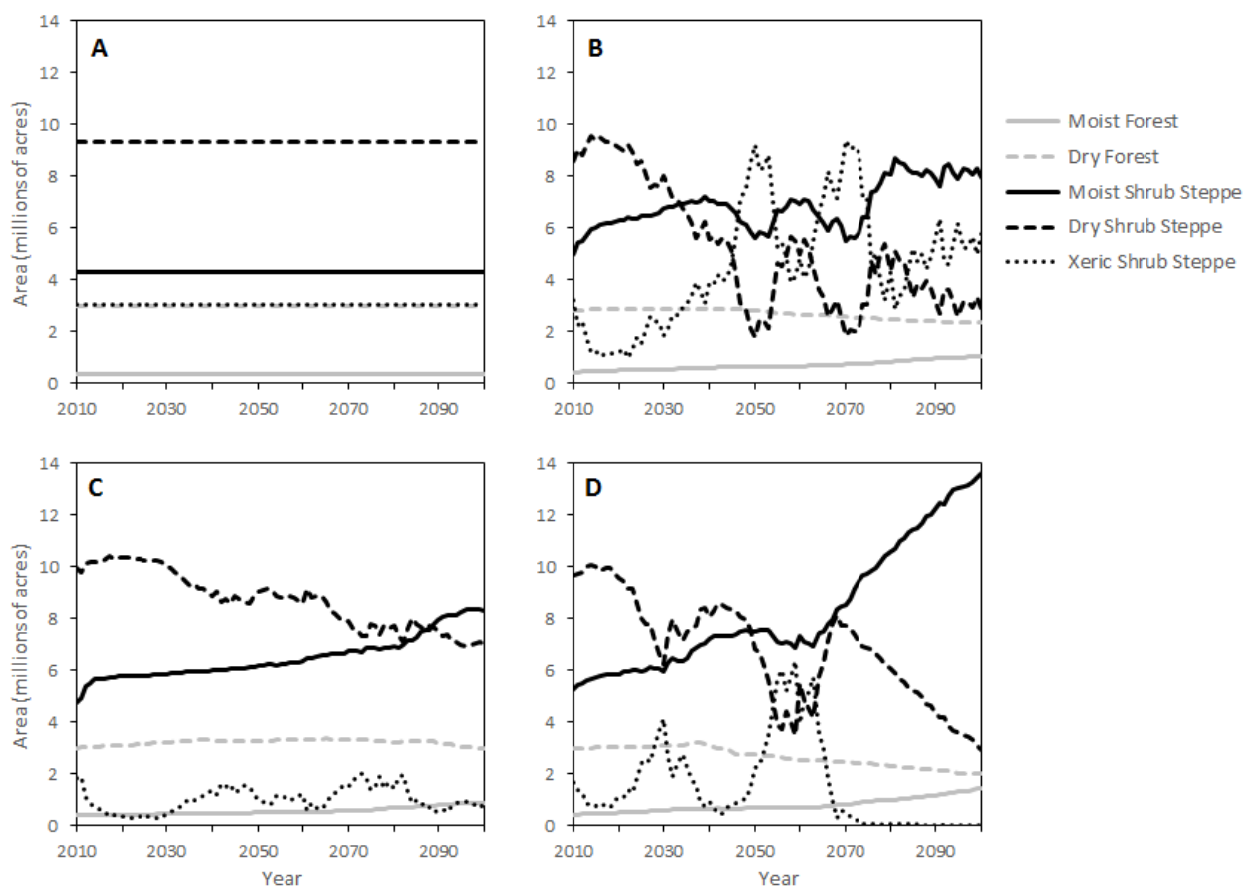 A
14
12
10
8
6
4
2
0
Area (millions of acres)
2010 2030 2050 2070 2090
B
14
12
10
8
6
4
2
0
2010 2030 2050 2070 2090
Moist Forest
Dry Forest
Moist Shrub Steppe
Dry Shrub Steppe
Xeric Shrub Steppe
C
14
12
10
8
6
4
2
0
Area (millions of acres)
2010 2030 2050 2070 2090
Year
D
14
12
10
8
6
4
2
0
2010 2030 2050 2070 2090
Year